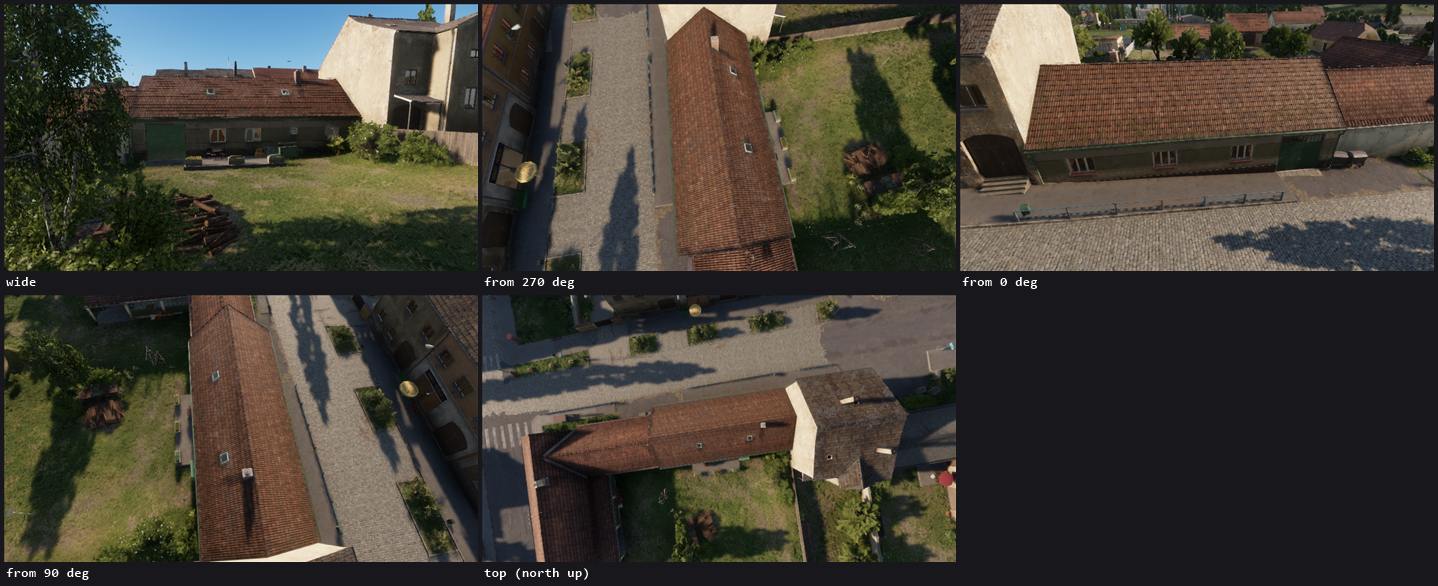 wide
from 270 deg
from 0 deg
from 90 deg
top (north up)